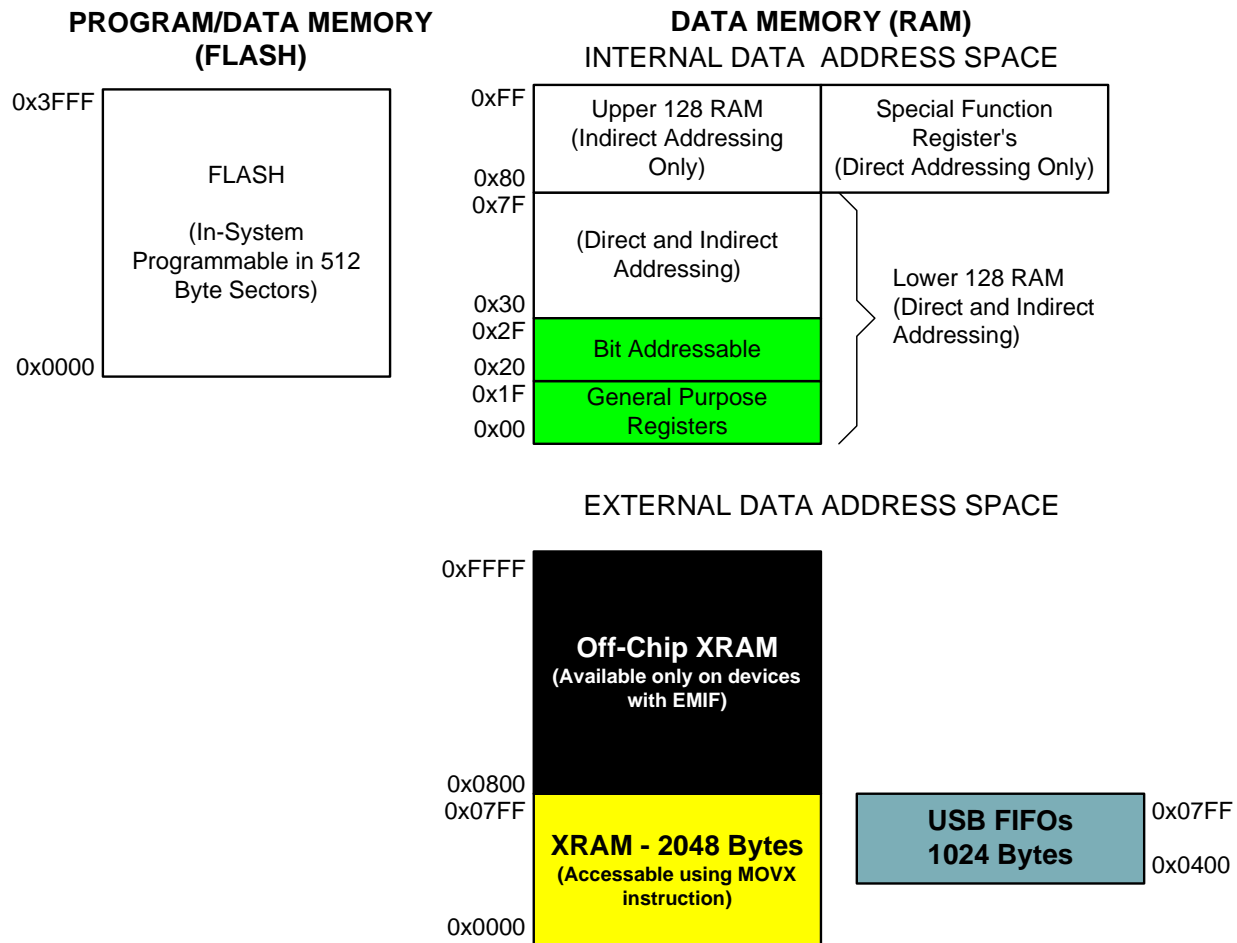 PROGRAM/DATA MEMORY
(FLASH)
0x3FFF
FLASH
(In-System
Programmable in 512
Byte Sectors)
0x0000
DATA MEMORY (RAM)
INTERNAL DATA ADDRESS SPACE
0xFF
Upper 128 RAM
(Indirect Addressing
Only)
0x80
Special Function
Register's
(Direct Addressing Only)
0x7F
(Direct and Indirect
Addressing)
0x30
0x2F
Bit Addressable
0x20
0x1F
General Purpose
Registers
0x00
Lower 128 RAM
(Direct and Indirect
Addressing)
EXTERNAL DATA ADDRESS SPACE
0xFFFF
Off-Chip XRAM
(Available only on devices
with EMIF)
0x0800
0x07FF
XRAM - 2048 Bytes
(Accessable using MOVX
instruction)
0x0000
USB FIFOs
1024 Bytes
0x07FF
0x0400